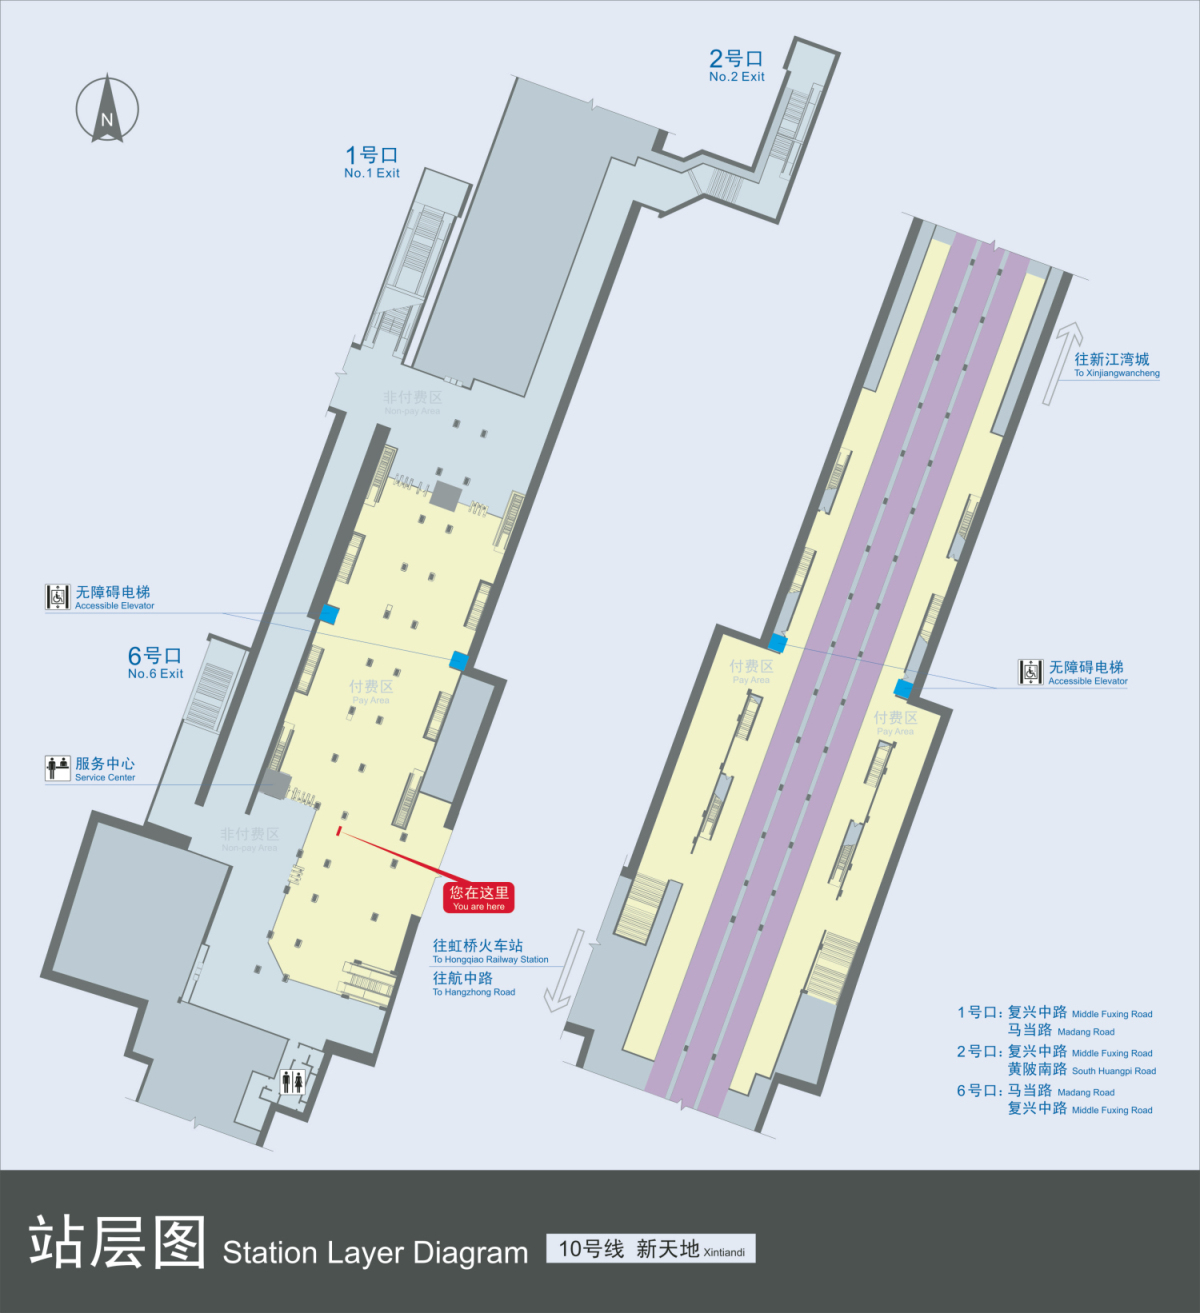 N
2号口
No.2 Exit
1号口
No.1 Exit
往新江湾城
To Xinjiangwancheng
非付费区
Non-pay Area
无障碍电梯
Accessible Elevator
6号口
No.6 Exit
付费区
Pay Area
付费区
Pay Area
无障碍电梯
Accessible Elevator
付费区
Pay Area
服务中心
Service Center
非付费区
Non-pay Area
您在这里
You are here
往虹桥火车站
To Hongqiao Railway Station
往航中路
To Hangzhong Road
1号口：复兴中路 Middle Fuxing Road
马当路 Madang Road
2号口：复兴中路 Middle Fuxing Road
黄陂南路 South Huangpi Road
6号口：马当路 Madang Road
复兴中路 Middle Fuxing Road
站层图 Station Layer Diagram 10号线 新天地 Xintiandi